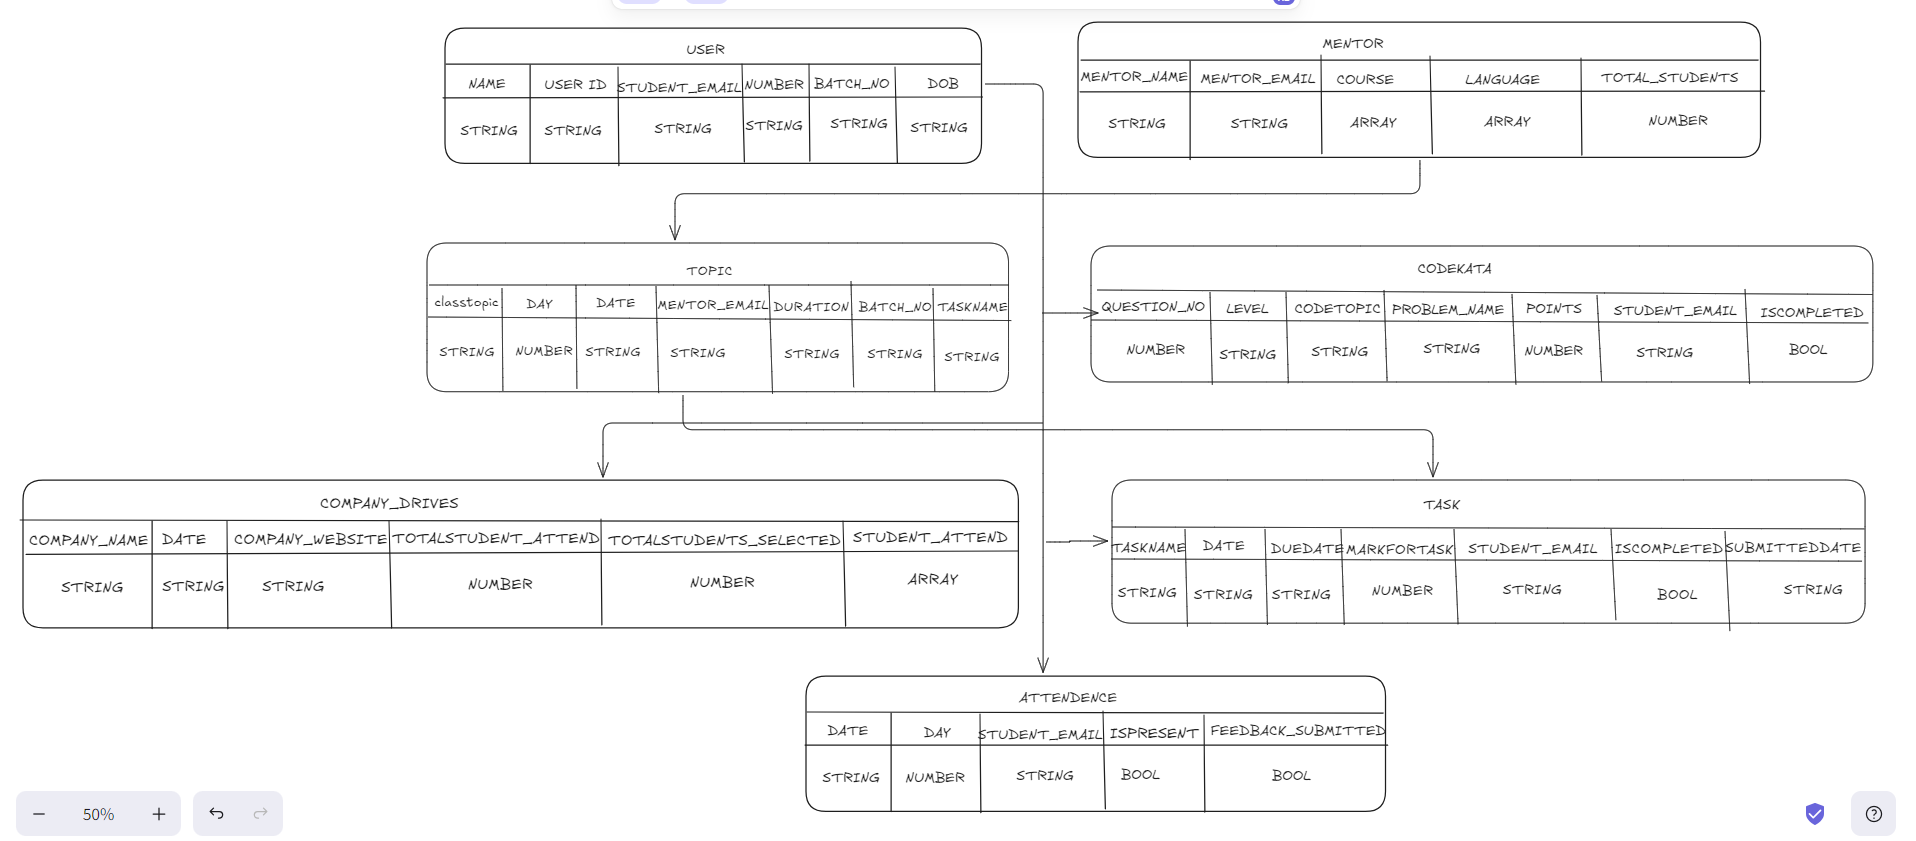 USER
NAME USER ID STUDENT_EMAIL NUMBER BATCH_NO DOB
STRING STRING STRING STRING STRING STRING
MENTOR
MENTOR_NAME MENTOR_EMAIL COURSE LANGUAGE TOTAL_STUDENTS
STRING STRING ARRAY ARRAY NUMBER
TOPIC
classtopic DAY DATE MENTOR_EMAIL DURATION BATCH_NO TASKNAME
STRING NUMBER STRING STRING STRING STRING STRING
CODEKATA
QUESTION_NO LEVEL CODETOPIC PROBLEM_NAME POINTS STUDENT_EMAIL ISCOMPLETED
NUMBER STRING STRING STRING NUMBER STRING BOOL
COMPANY_DRIVES
COMPANY_NAME DATE COMPANY_WEBSITE TOTALSTUDENT_ATTEND TOTALSTUDENTS_SELECTED STUDENT_ATTEND
STRING STRING STRING NUMBER NUMBER ARRAY
TASK
TASKNAME DATE DUEDATE MARKFORTASK STUDENT_EMAIL ISCOMPLETED SUBMITTEDDATE
STRING STRING STRING NUMBER STRING BOOL STRING
ATTENDENCE
DATE DAY STUDENT_EMAIL ISPRESENT FEEDBACK_SUBMITTED
STRING NUMBER STRING BOOL BOOL
50%